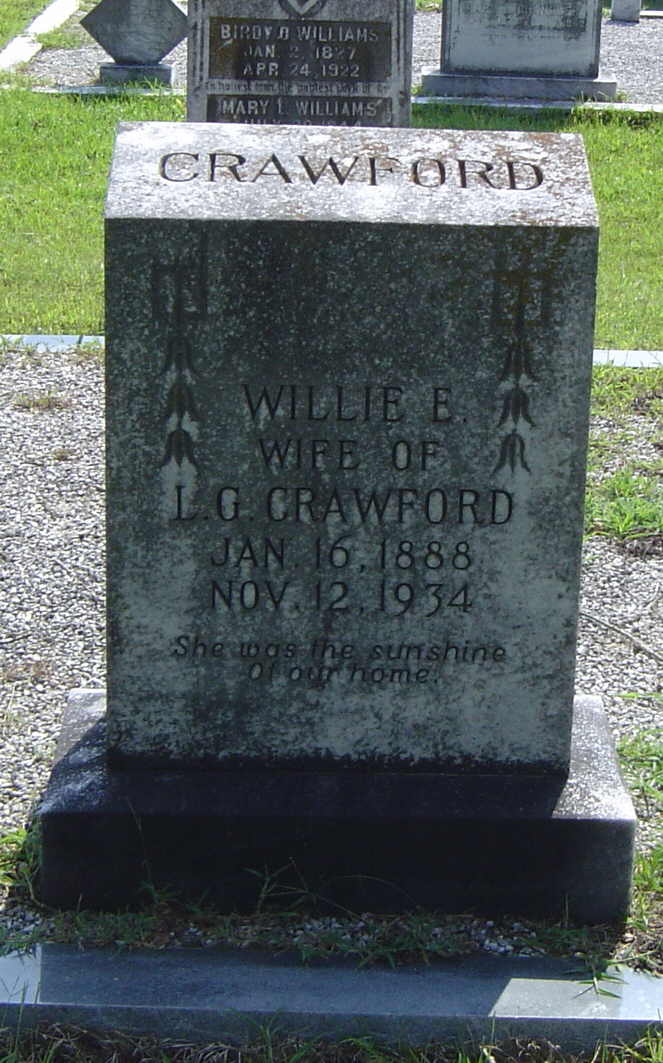 BIRDY D WILLIAMS
JAN 2, 1827
APR 24, 1922
MARY L WILLIAMS
CRAWFORD
WILLIE E.
WIFE OF
L. G. CRAWFORD
JAN. 16, 1888
NOV. 12, 1934
She was the sunshine
Of our home.